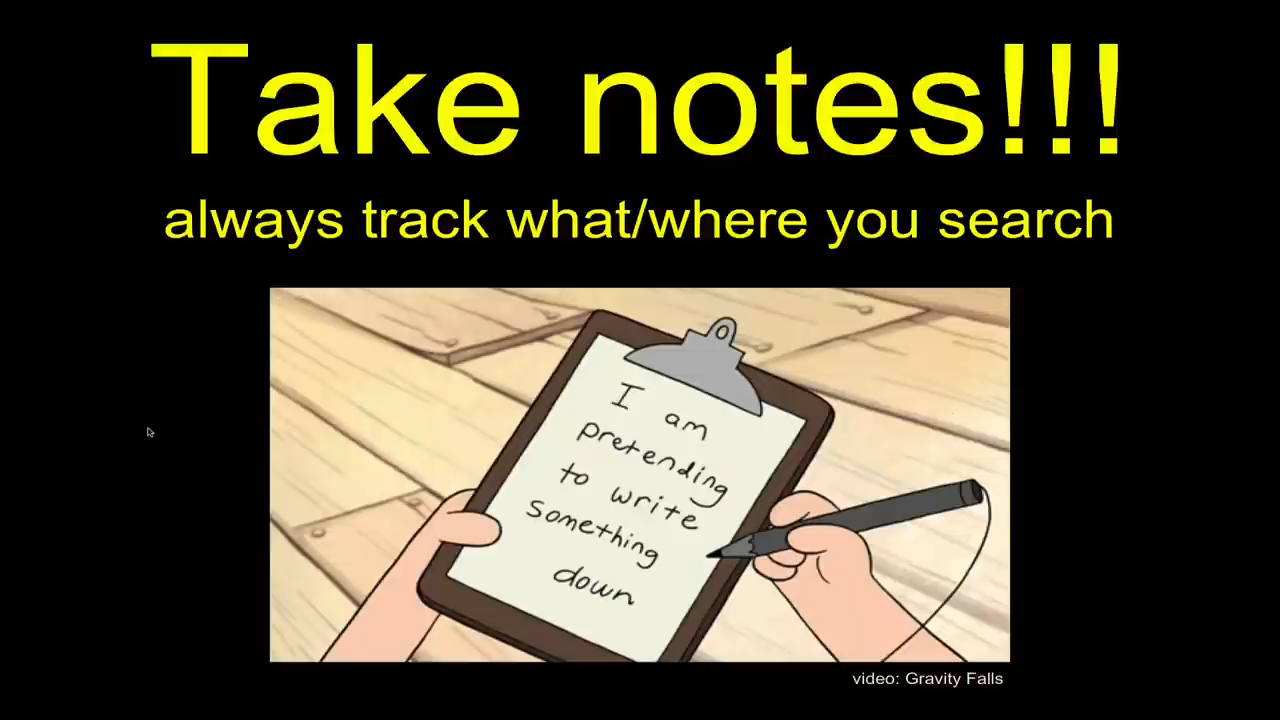 Take notes!!!
always track what/where you search
I am
pretending
to write
something
down
video: Gravity Falls